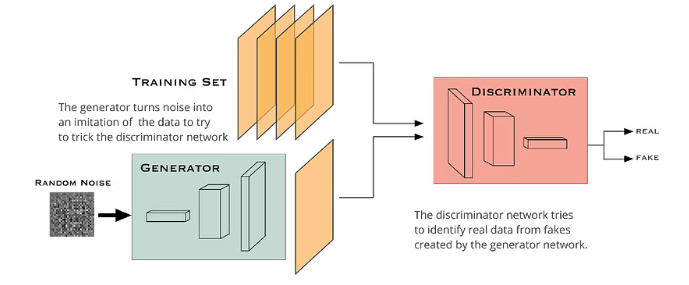 TRAINING SET
The generator turns noise into
an imitation of the data to try
to trick the discriminator network
GENERATOR
RANDOM NOISE
DISCRIMINATOR
REAL
FAKE
The discriminator network tries
to identify real data from fakes
created by the generator network.